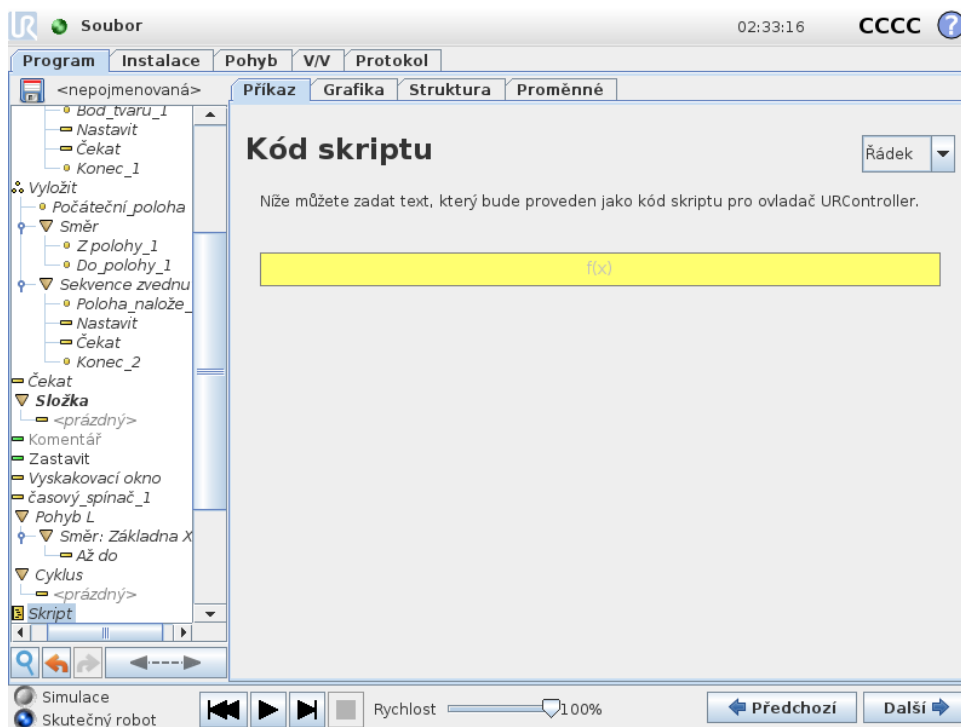 UR Soubor 02:33:16 CCCC ?
Program Instalace Pohyb V/V Protokol
<nepojmenovaná> Příkaz Grafika Struktura Proměnné
Bod_tvaru_1
Nastavit
Čekat
Konec_1
Vyložit
Počáteční_poloha
Směr
Z polohy_1
Do_polohy_1
Sekvence zvednu
Poloha_nalože_
Nastavit
Čekat
Konec_2
Čekat
Složka
<prázdný>
Komentář
Zastavit
Vyskakovací okno
časový_spínač_1
Pohyb L
Směr: Základna X
Až do
Cyklus
<prázdný>
Skript
Kód skriptu
Řádek
Níže můžete zadat text, který bude proveden jako kód skriptu pro ovladač URController.
f(x)
Simulace
Skutečný robot
Rychlost 100%
Předchozí Další